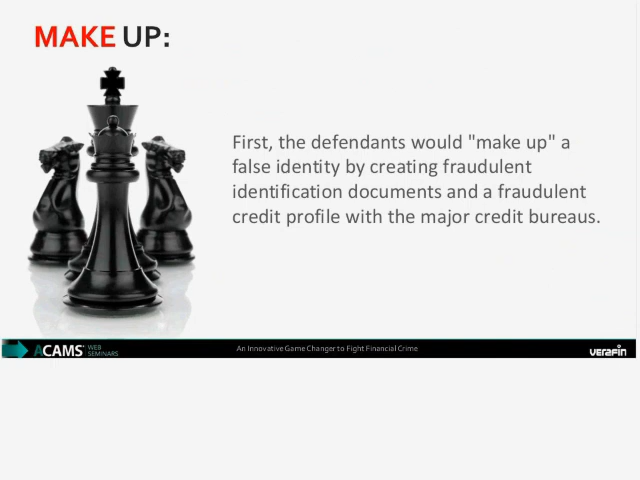 MAKE UP:
First, the defendants would "make up" a
false identity by creating fraudulent
identification documents and a fraudulent
credit profile with the major credit bureaus.
ACAMS® WEB
SEMINARS
An Innovative Game Changer to Fight Financial Crime
verafin